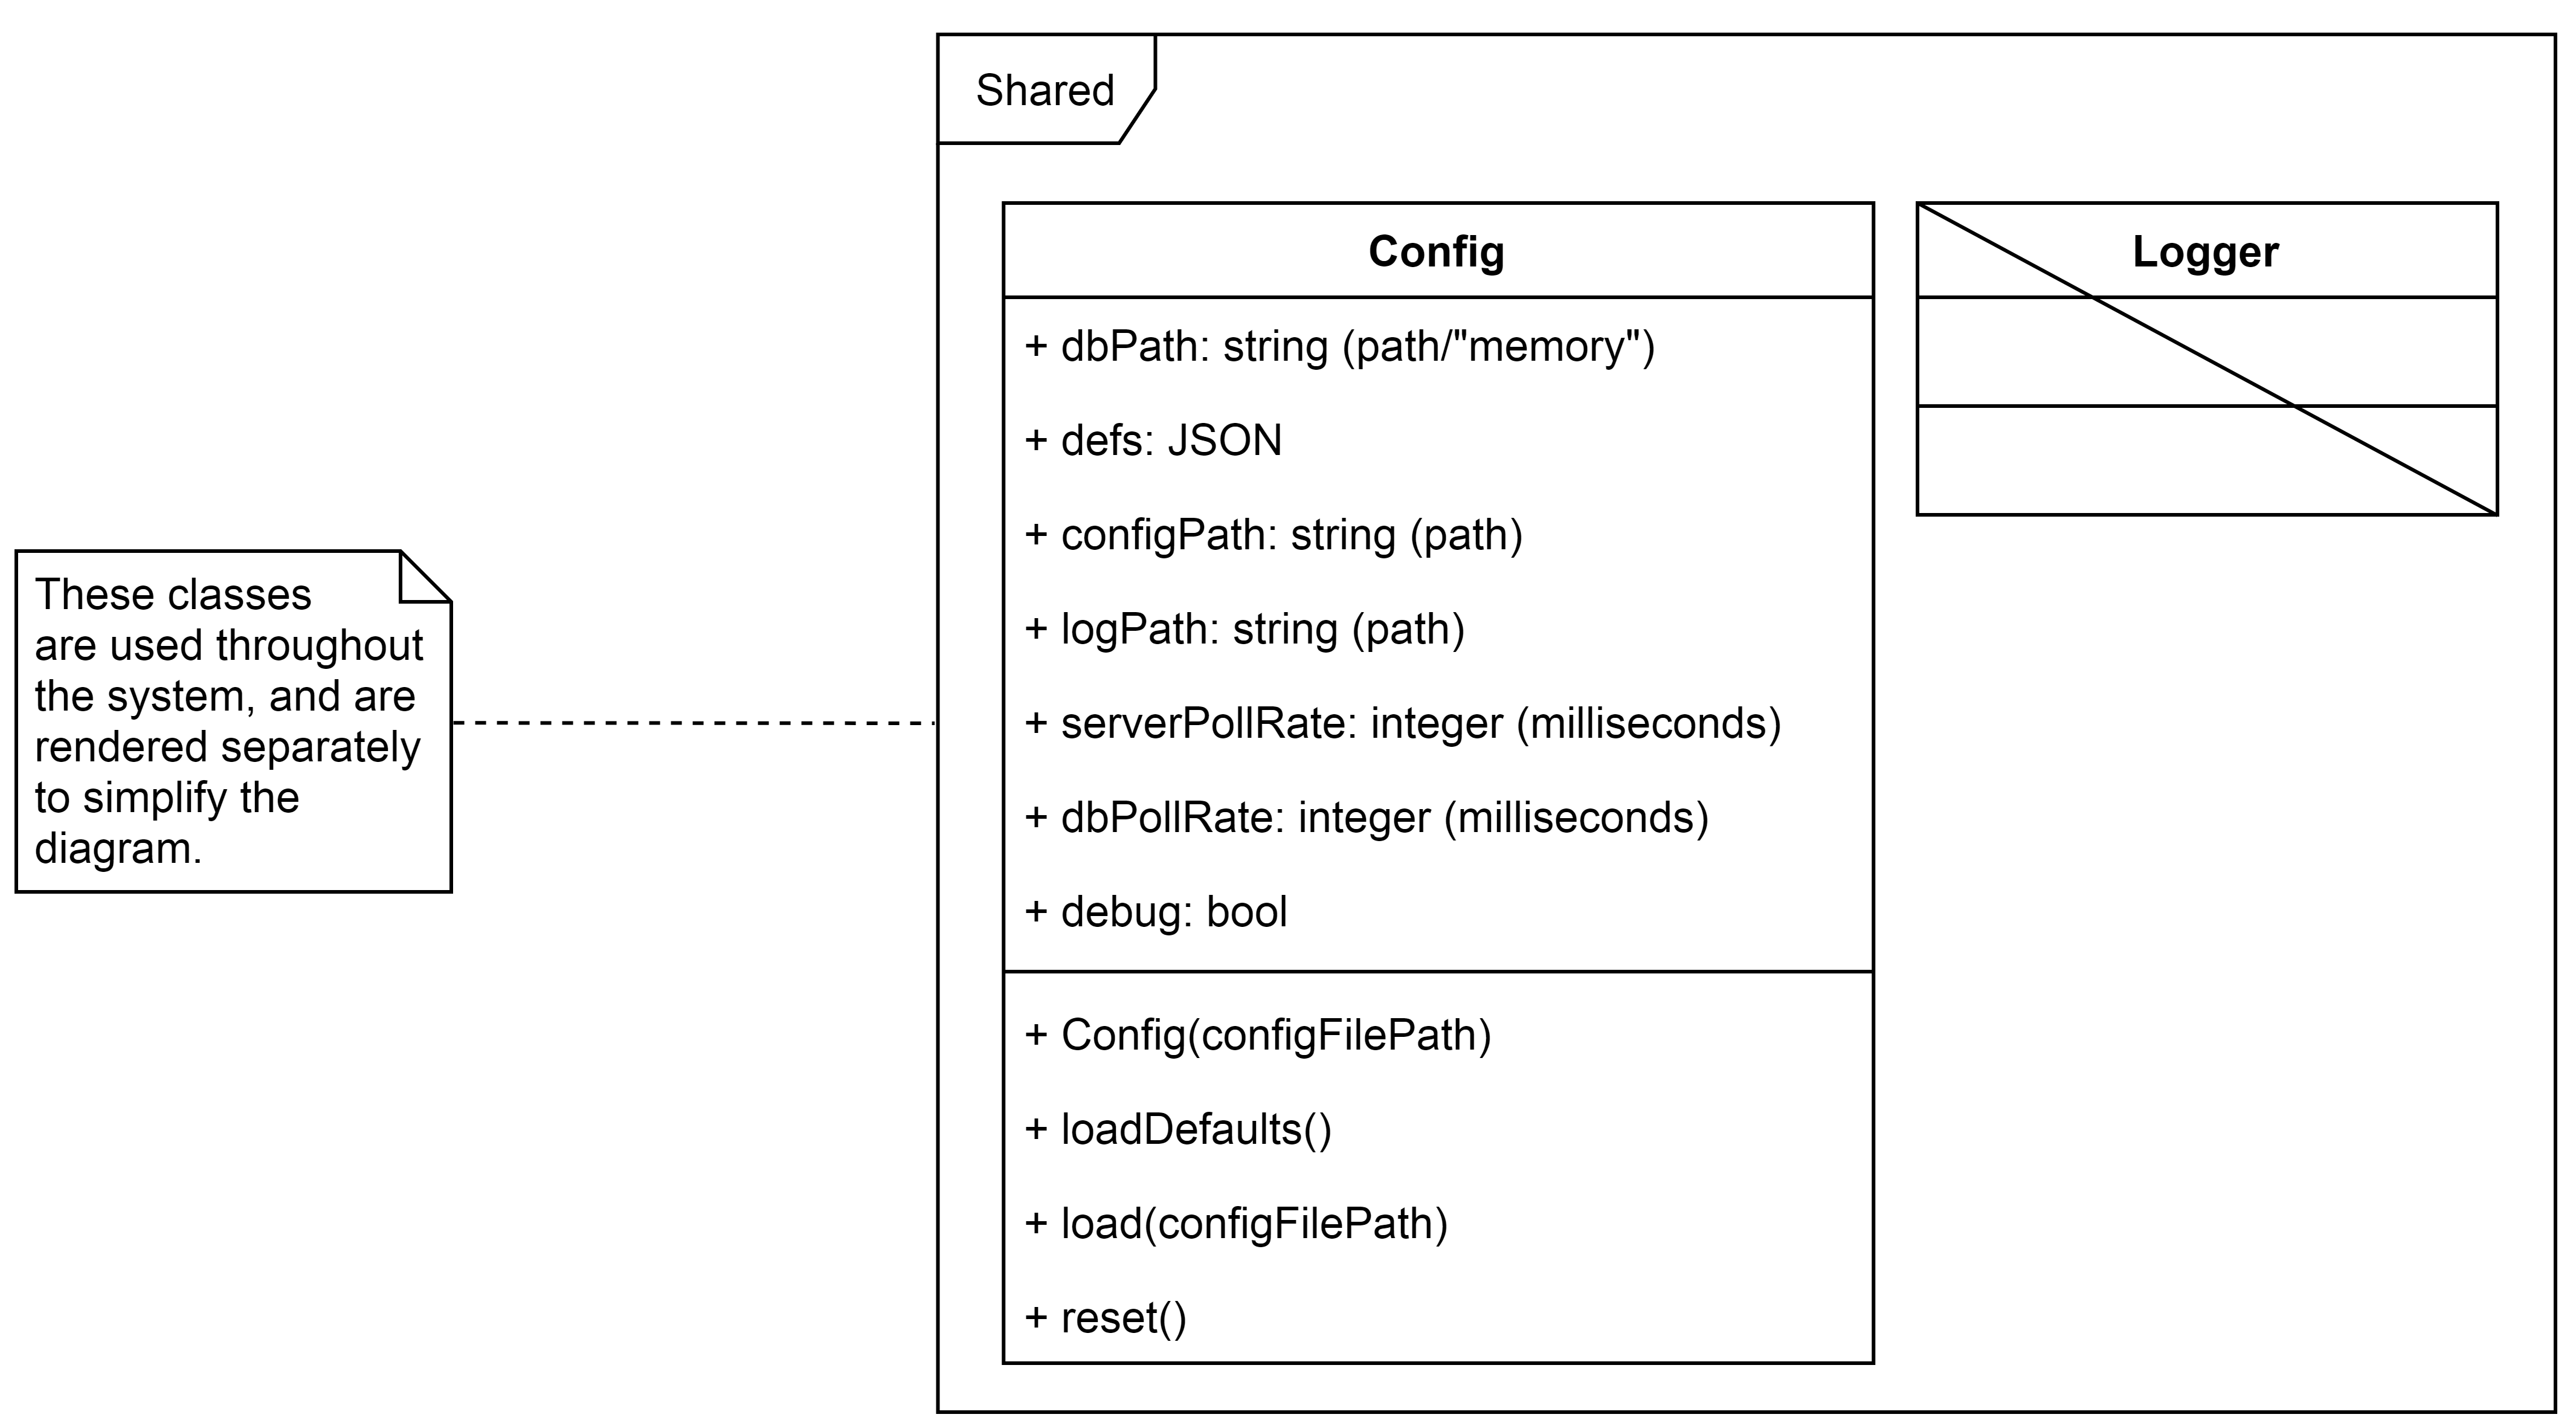 Shared
Config
+ dbPath: string (path/"memory")
+ defs: JSON
+ configPath: string (path)
+ logPath: string (path)
+ serverPollRate: integer (milliseconds)
+ dbPollRate: integer (milliseconds)
+ debug: bool
+ Config(configFilePath)
+ loadDefaults()
+ load(configFilePath)
+ reset()
Logger
These classes
are used throughout
the system, and are
rendered separately
to simplify the
diagram.